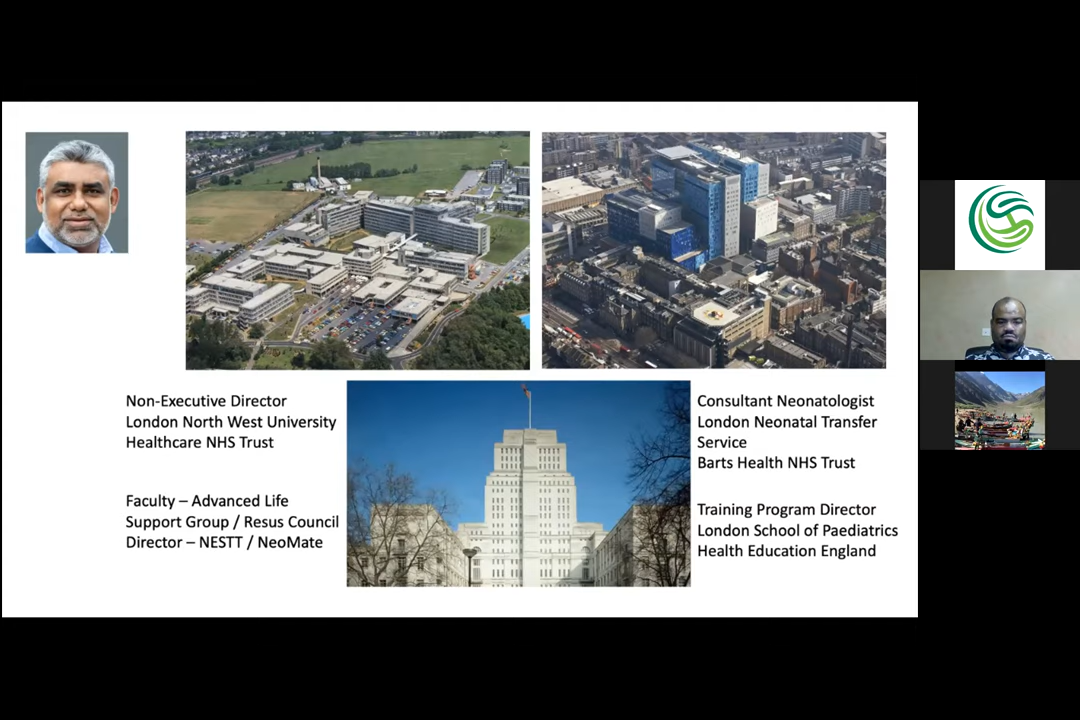 Non-Executive Director
London North West University
Healthcare NHS Trust
Faculty – Advanced Life
Support Group / Resus Council
Director – NESTT / NeoMate
Consultant Neonatologist
London Neonatal Transfer
Service
Barts Health NHS Trust
Training Program Director
London School of Paediatrics
Health Education England